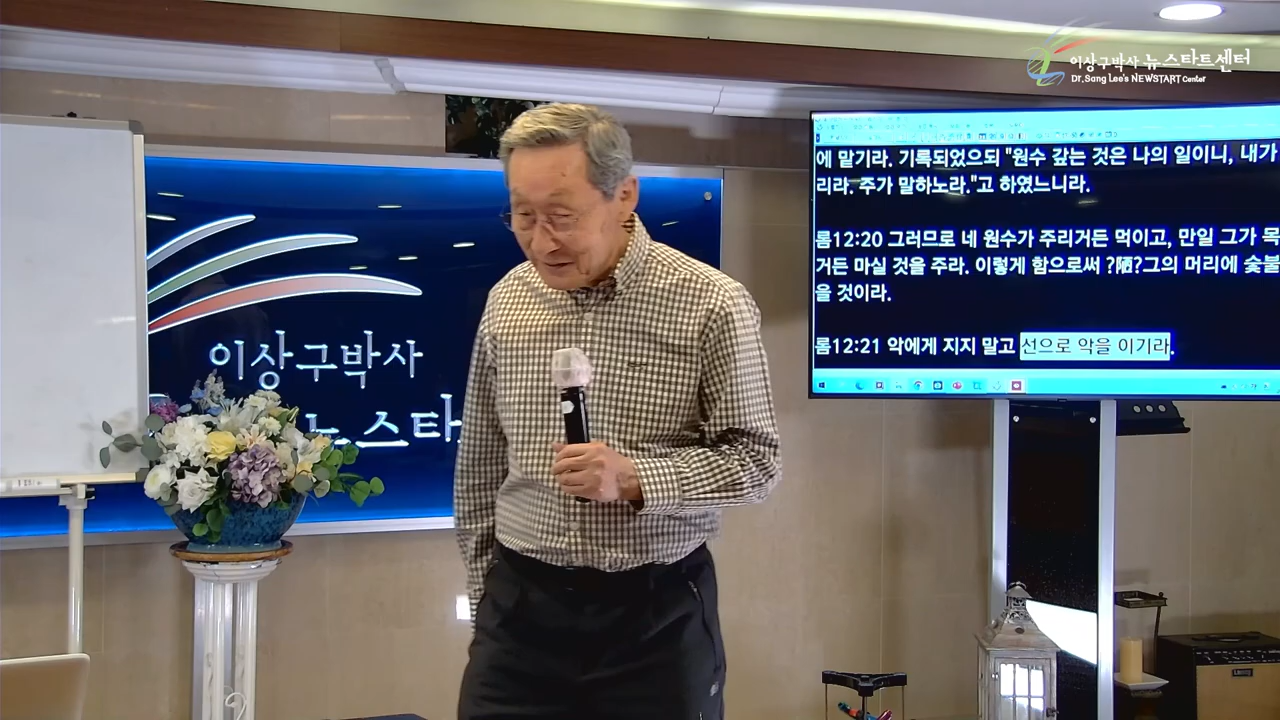 이상구박사 뉴스타트센터
Dr. Sang Lee's NEWSTART Center
에 맡기라. 기록되었으되 "원수 갚는 것은 나의 일이니, 내가
리라. 주가 말하노라."고 하였느니라.
롬12:20 그러므로 네 원수가 주리거든 먹이고, 만일 그가 목
거든 마실 것을 주라. 이렇게 함으로써 ?陋?그의 머리에 숯불
을 것이라.
롬12:21 악에게 지지 말고 선으로 악을 이기라.
이상구박사
뉴스타